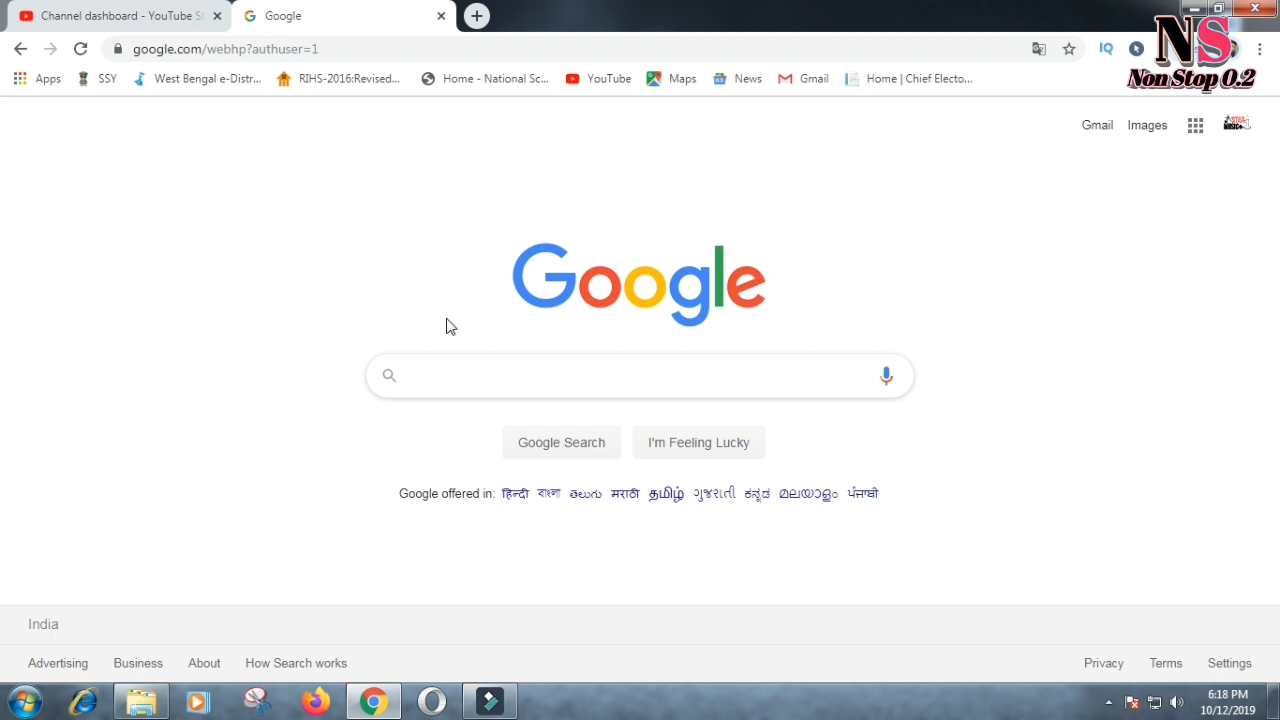 Channel dashboard - YouTube St
Google
google.com/webhp?authuser=1
Apps
SSY
West Bengal e-Distr...
RIHS-2016:Revised...
Home - National Sc...
YouTube
Maps
News
Gmail
Home | Chief Electo...
NS
Non Stop 0.2
Gmail
Images
Google
Google Search
I'm Feeling Lucky
Google offered in: हिन्दी বাংলা తెలుగు मराठी தமிழ் ગુજરાતી ಕನ್ನಡ മലയാളം ਪੰਜਾਬੀ
India
Advertising
Business
About
How Search works
Privacy
Terms
Settings
6:18 PM
10/12/2019